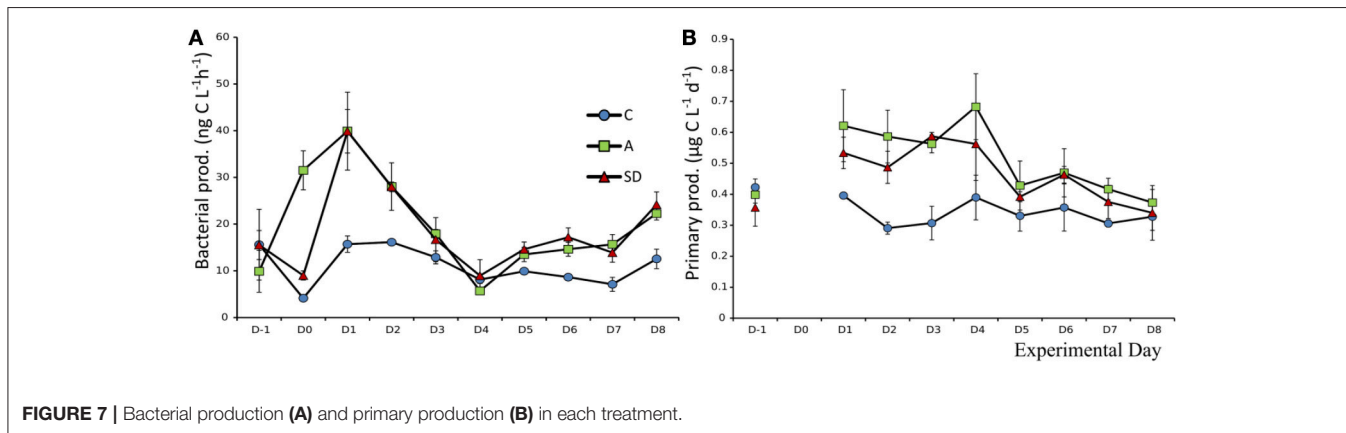 A
Bacterial prod. (ng C L⁻¹h⁻¹)
60
50
40
30
20
10
0
C
A
SD
D-1 D0 D1 D2 D3 D4 D5 D6 D7 D8
B
Primary prod. (µg C L⁻¹ d⁻¹)
0.9
0.8
0.7
0.6
0.5
0.4
0.3
0.2
0.1
0
D-1 D0 D1 D2 D3 D4 D5 D6 D7 D8
Experimental Day
FIGURE 7 | Bacterial production (A) and primary production (B) in each treatment.